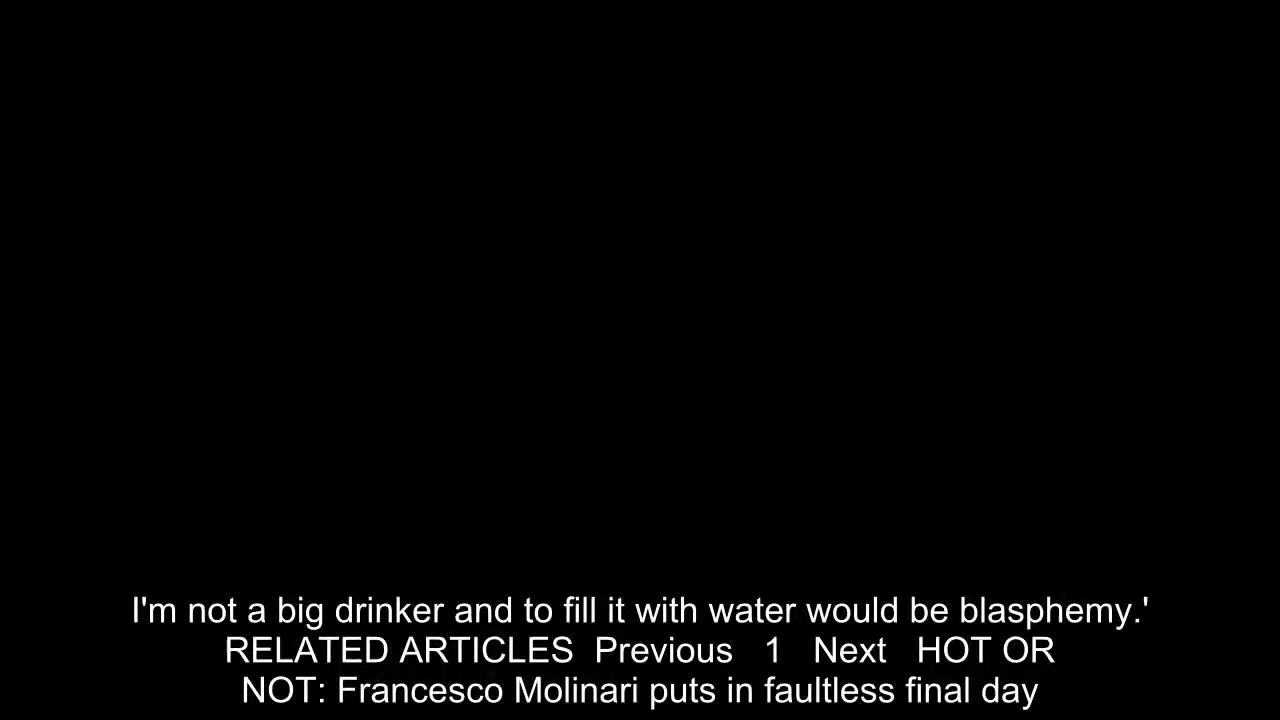 I'm not a big drinker and to fill it with water would be blasphemy.'
RELATED ARTICLES  Previous   1   Next   HOT OR
NOT: Francesco Molinari puts in faultless final day